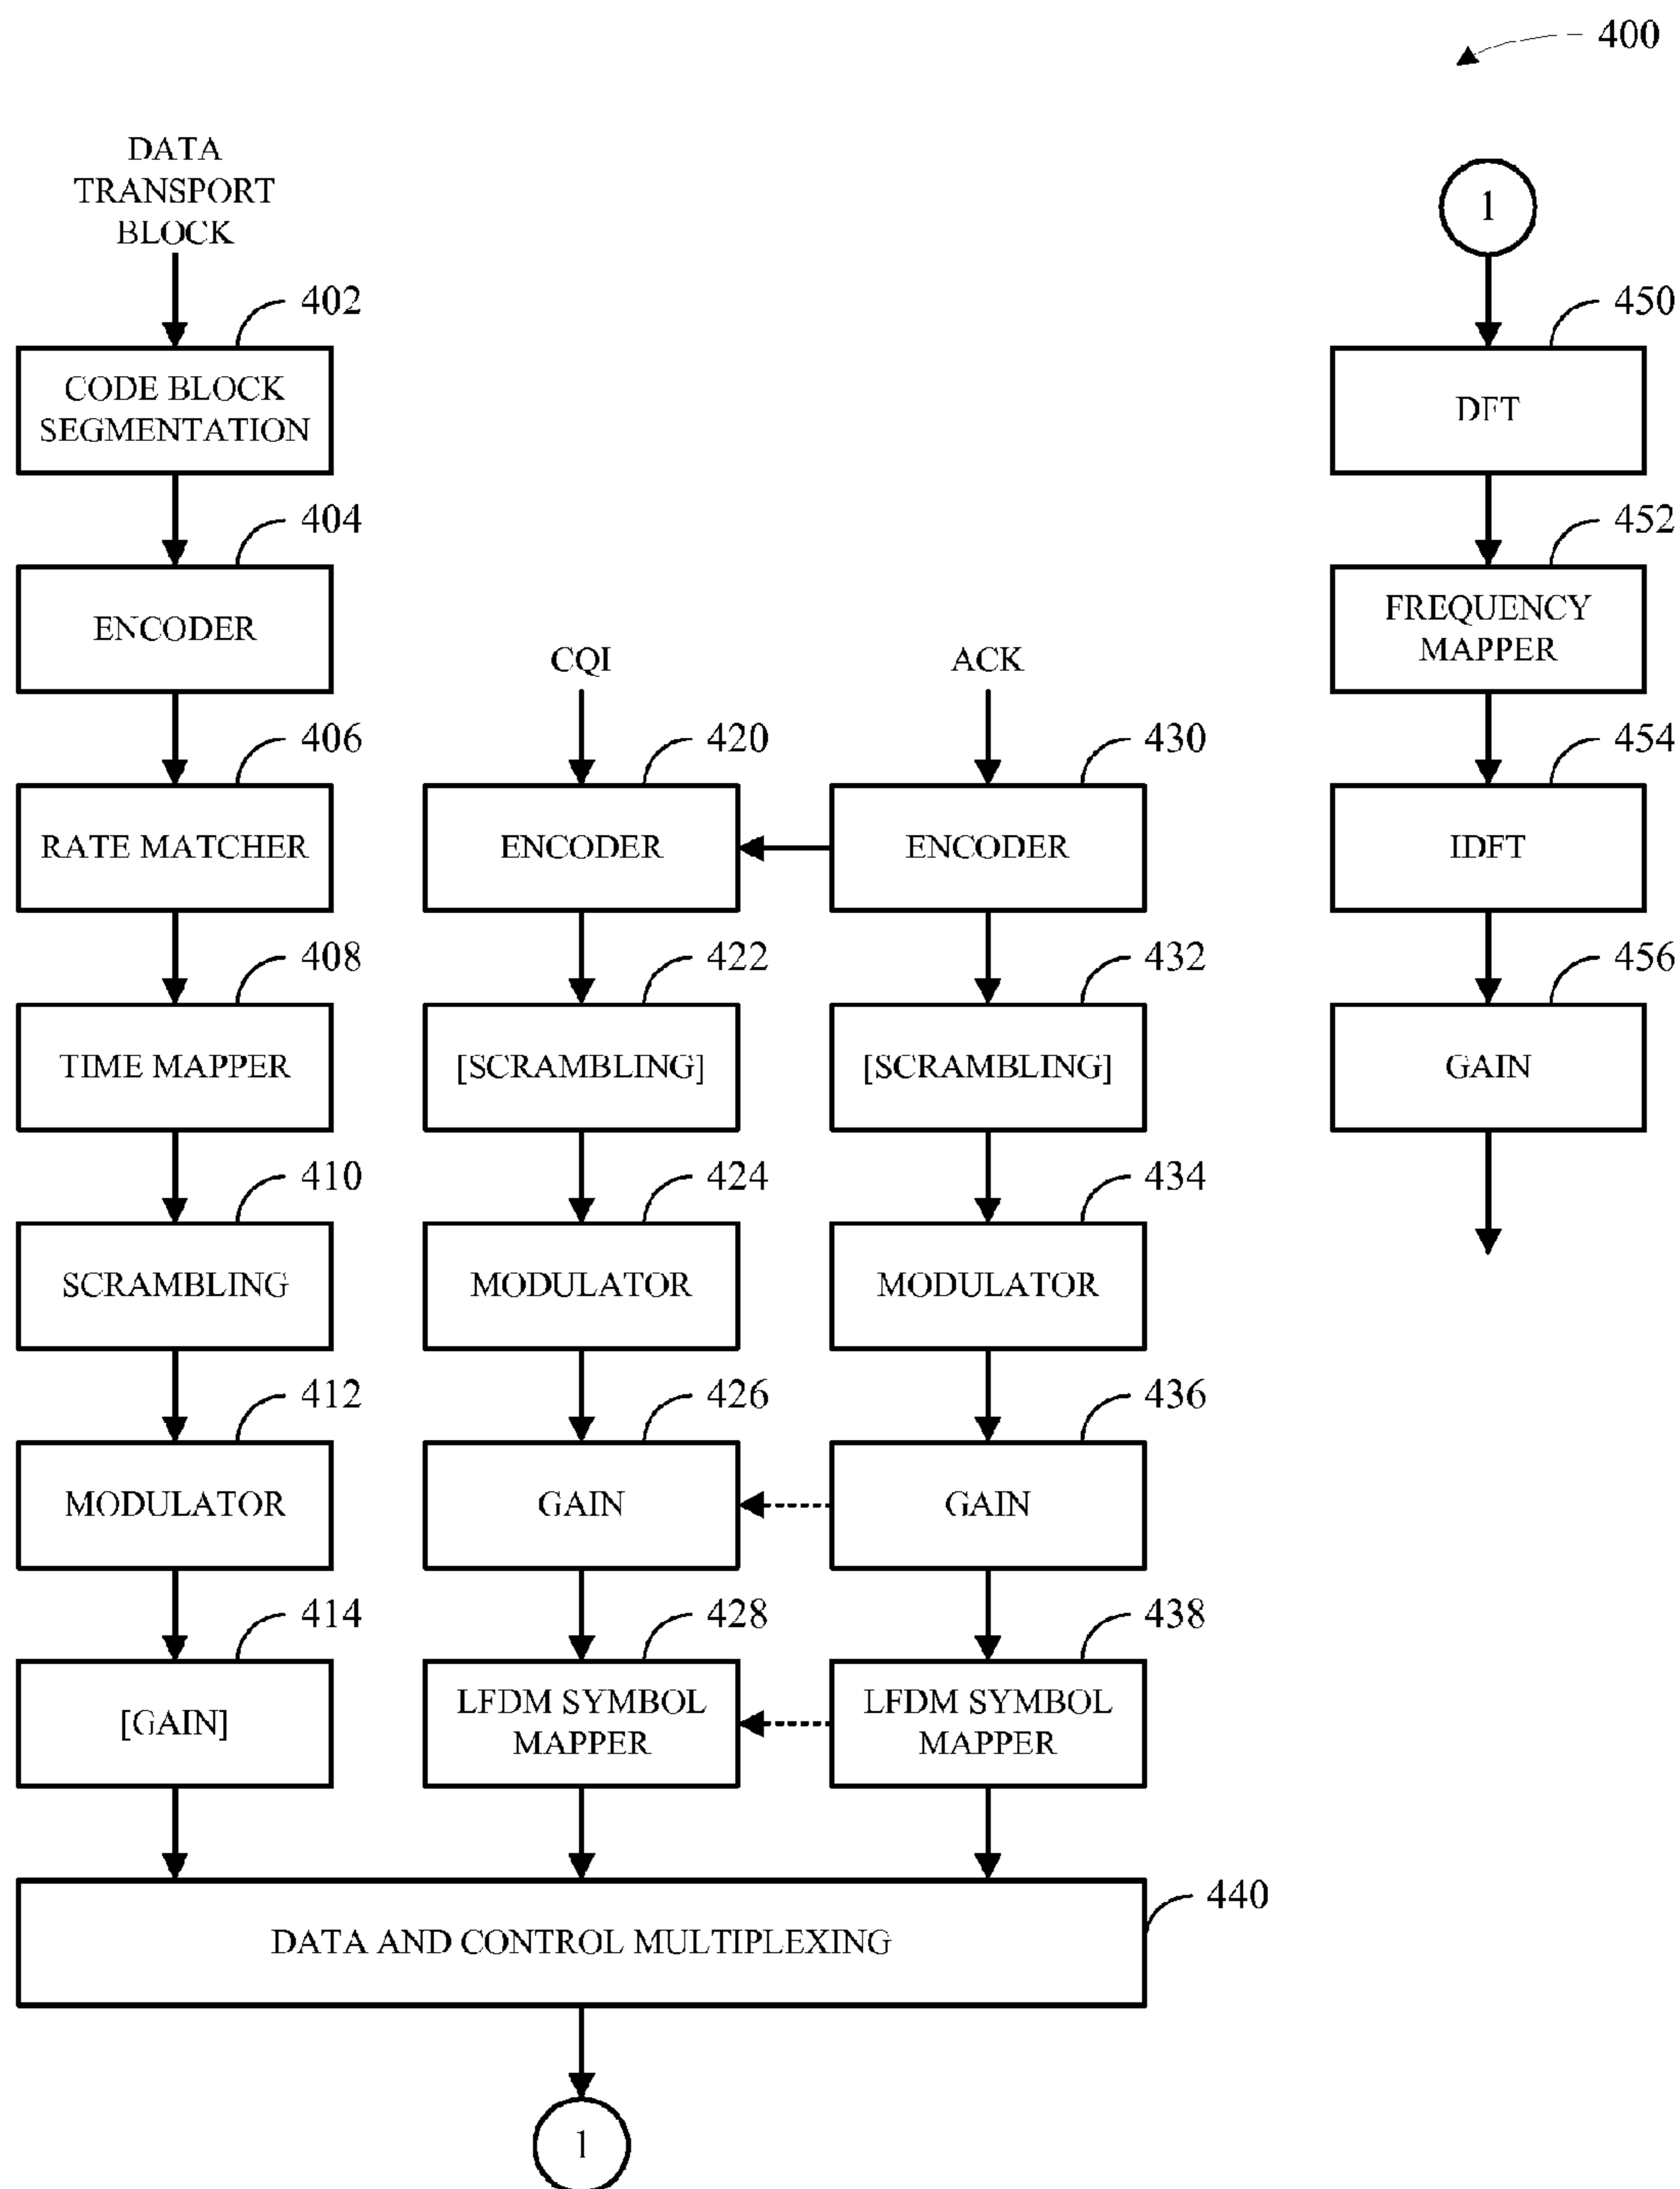 400
DATA
TRANSPORT
BLOCK
402
CODE BLOCK
SEGMENTATION
404
ENCODER
406
RATE MATCHER
408
TIME MAPPER
410
SCRAMBLING
412
MODULATOR
414
[GAIN]
CQI
420
ENCODER
422
[SCRAMBLING]
424
MODULATOR
426
GAIN
428
LFDM SYMBOL
MAPPER
ACK
430
ENCODER
432
[SCRAMBLING]
434
MODULATOR
436
GAIN
438
LFDM SYMBOL
MAPPER
440
DATA AND CONTROL MULTIPLEXING
1
1
450
DFT
452
FREQUENCY
MAPPER
454
IDFT
456
GAIN